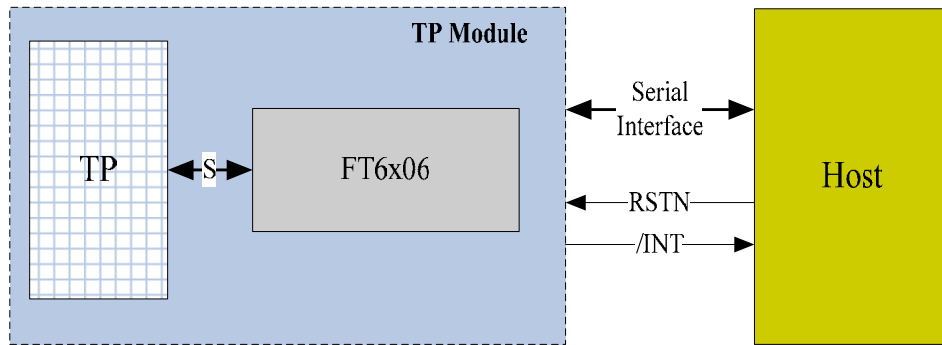 TP Module
TP
S
FT6x06
Serial
Interface
RSTN
/INT
Host